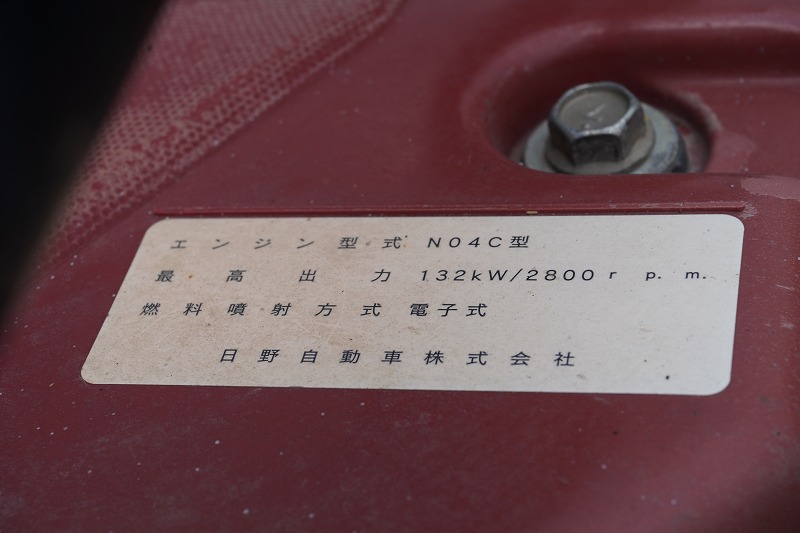 エンジン型式 N04C型
最高出力 132kW/2800r p. m.
燃料噴射方式 電子式
日野自動車株式会社